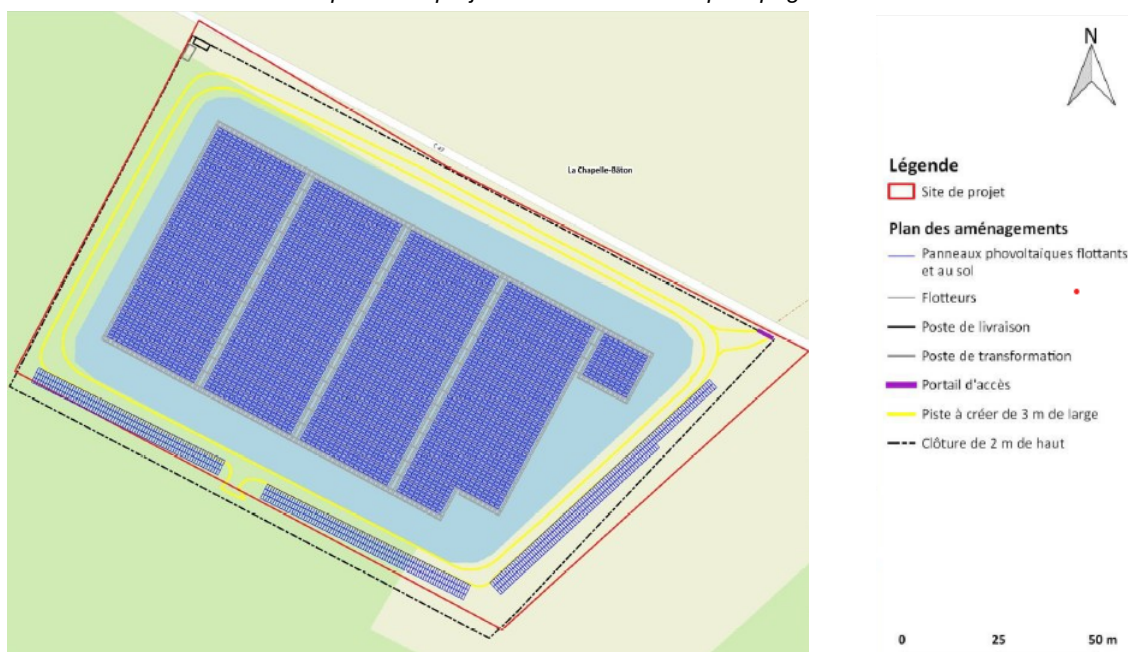 C 47
La Chapelle-Bâton
N
Légende
Site de projet
Plan des aménagements
Panneaux phovoltaïques flottants
et au sol
Flotteurs
Poste de livraison
Poste de transformation
Portail d'accès
Piste à créer de 3 m de large
Clôture de 2 m de haut
0 25 50 m